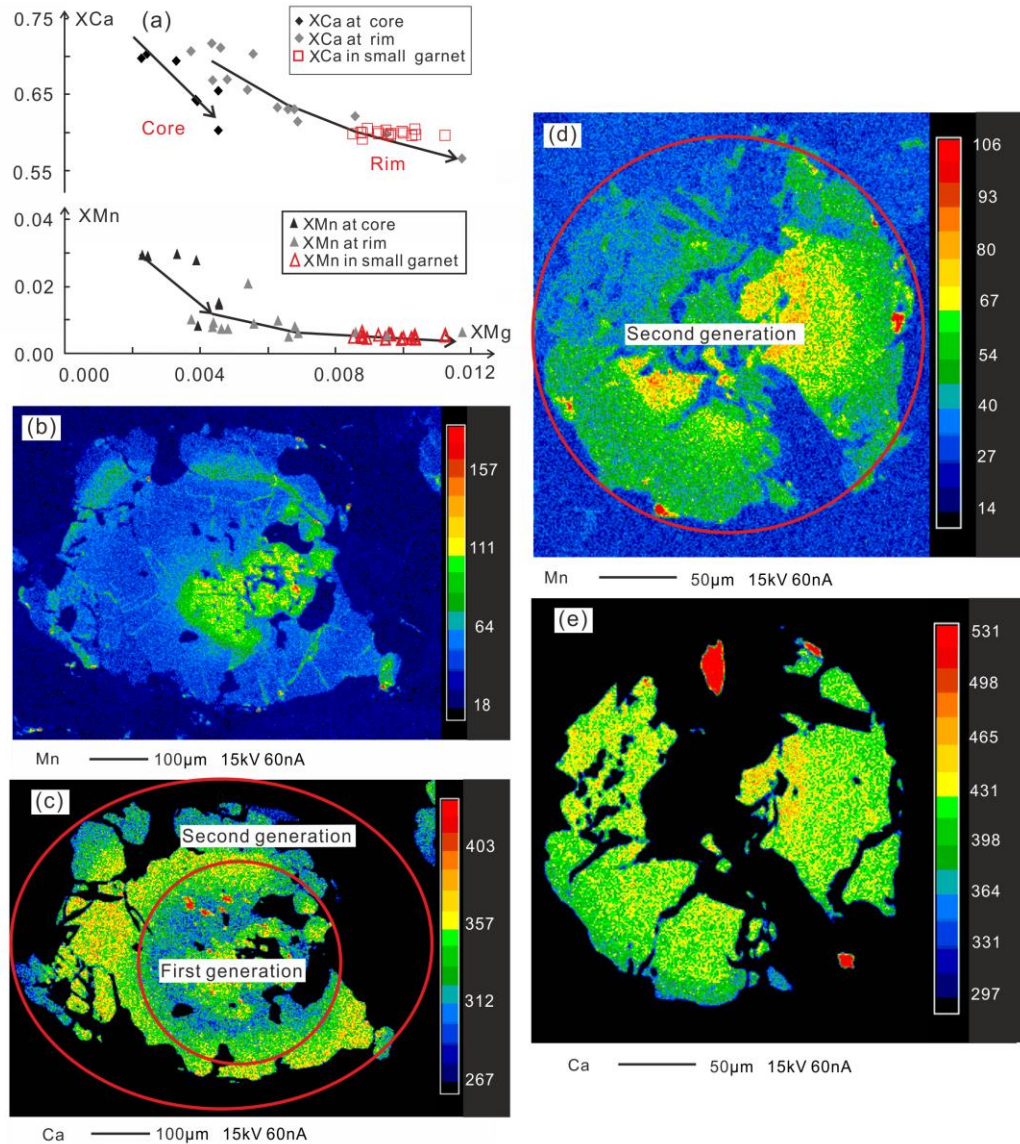 0.75 XCa (a)
XCa at core
XCa at rim
XCa in small garnet
0.65
Core
Rim
0.55
0.04 XMn
XMn at core
XMn at rim
XMn in small garnet
0.02
XMg
0.00
0.000 0.004 0.008 0.012
(b)
157
111
64
18
Mn 100μm 15kV 60nA
(c)
Second generation
403
357
First generation
312
267
Ca 100μm 15kV 60nA
(d)
106
93
80
67
Second generation
54
40
27
14
Mn 50μm 15kV 60nA
(e)
531
498
465
431
398
364
331
297
Ca 50μm 15kV 60nA